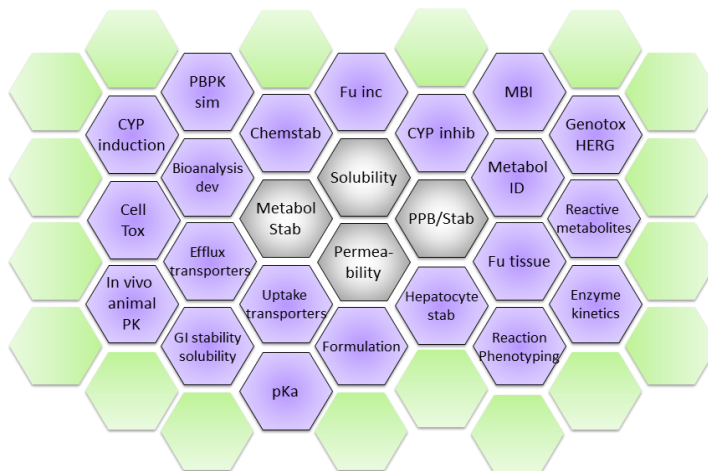 PBPK
sim
Fu inc
MBI
CYP
induction
Chemstab
CYP inhib
Genotox
HERG
Bioanalysis
dev
Solubility
Metabol
ID
Cell
Tox
Metabol
Stab
PPB/Stab
Reactive
metabolites
Efflux
transporters
Permea-
bility
Fu tissue
In vivo
animal
PK
Uptake
transporters
Hepatocyte
stab
Enzyme
kinetics
GI stability
solubility
Formulation
Reaction
Phenotyping
pKa